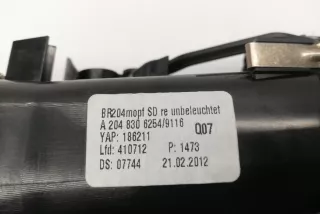 BR204mopf SD re unbeleuchtet
A 204 830 6254/9116 Q07
YAP: 186211
Lfd: 410712 P: 1473
DS: 07744 21.02.2012